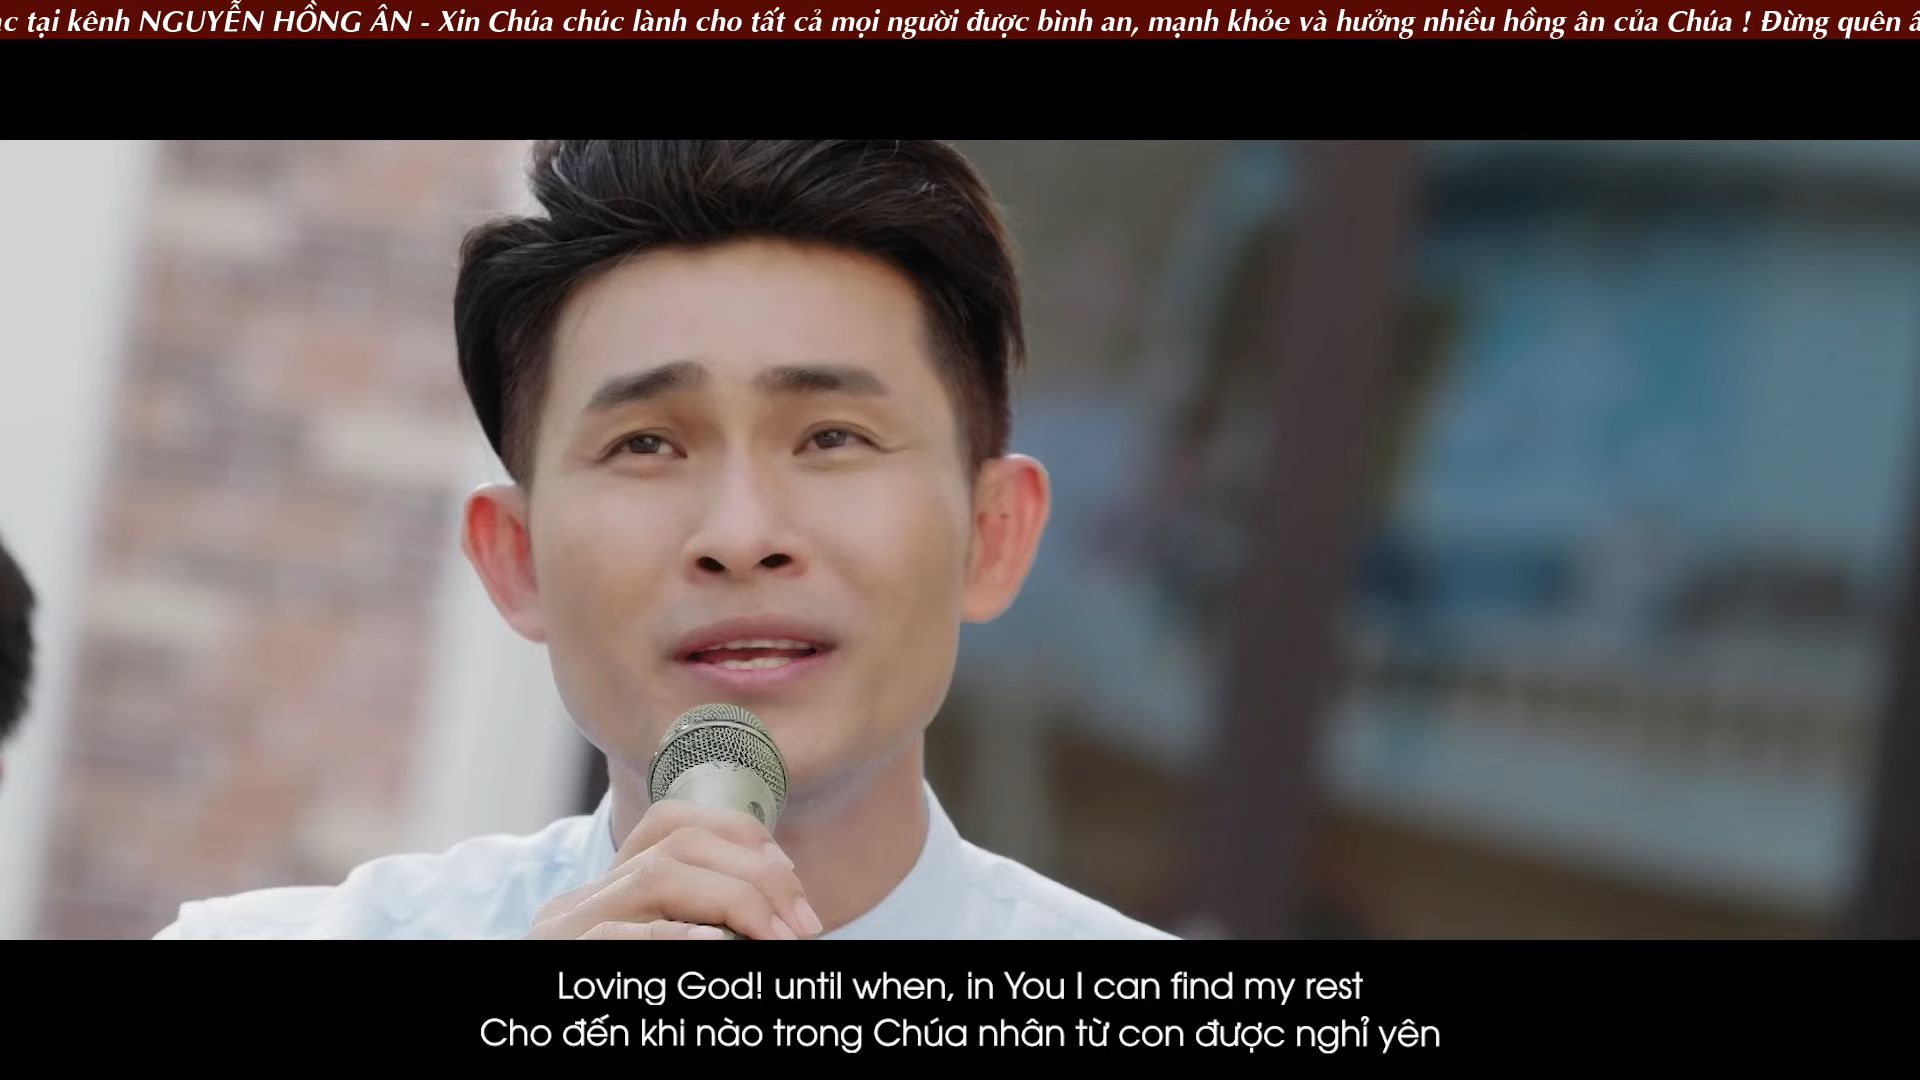 tại kênh NGUYỄN HỒNG ÂN - Xin Chúa chúc lành cho tất cả mọi người được bình an, mạnh khỏe và hưởng nhiều hồng ân của Chúa ! Đừng quên
Loving God! until when, in You I can find my rest
Cho đến khi nào trong Chúa nhân từ con được nghỉ yên